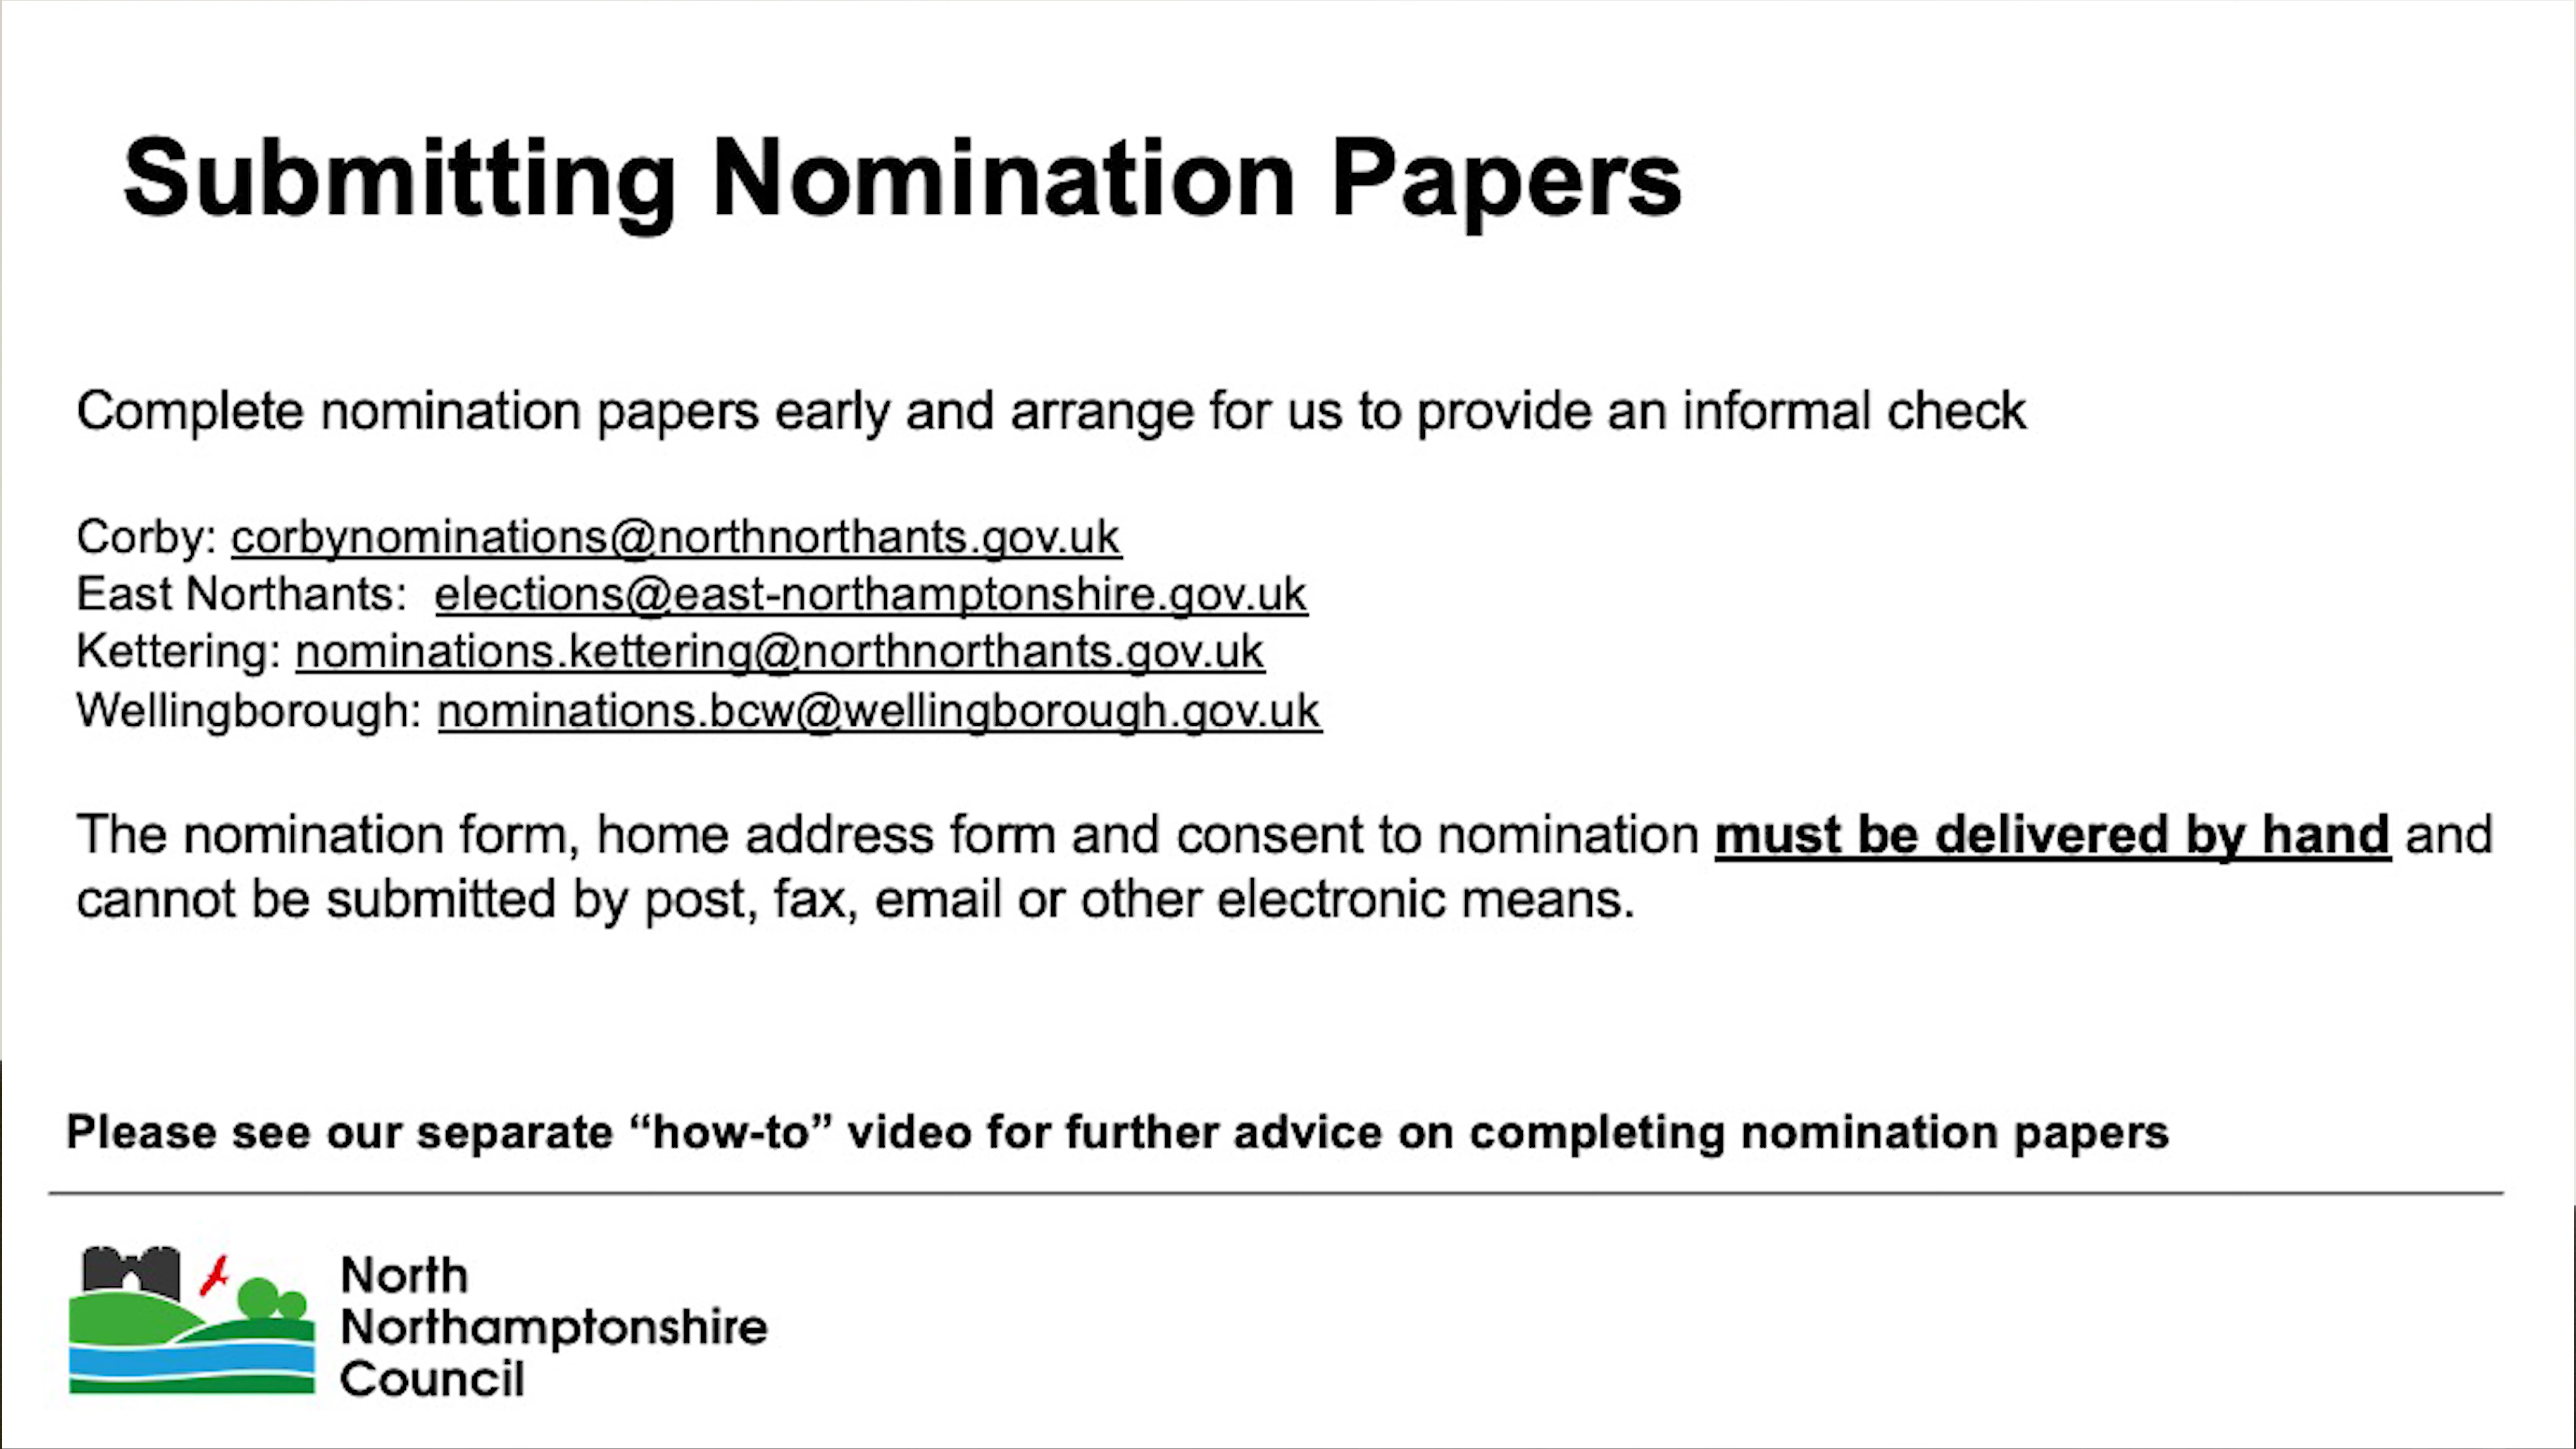 Submitting Nomination Papers
Complete nomination papers early and arrange for us to provide an informal check
Corby: corbynominations@northnorthants.gov.uk
East Northants: elections@east-northamptonshire.gov.uk
Kettering: nominations.kettering@northnorthants.gov.uk
Wellingborough: nominations.bcw@wellingborough.gov.uk
The nomination form, home address form and consent to nomination must be delivered by hand and
cannot be submitted by post, fax, email or other electronic means.
Please see our separate “how-to” video for further advice on completing nomination papers
North
Northamptonshire
Council